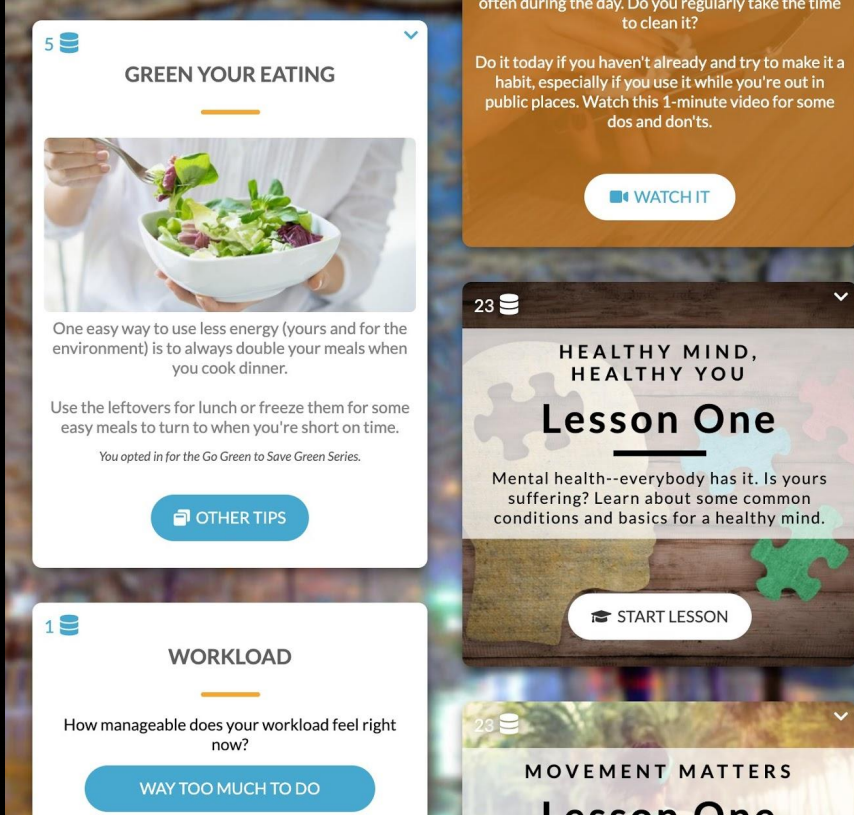 5
GREEN YOUR EATING
One easy way to use less energy (yours and for the
environment) is to always double your meals when
you cook dinner.
Use the leftovers for lunch or freeze them for some
easy meals to turn to when you're short on time.
You opted in for the Go Green to Save Green Series.
OTHER TIPS
1
WORKLOAD
How manageable does your workload feel right
now?
WAY TOO MUCH TO DO
often during the day. Do you regularly take the time
to clean it?
Do it today if you haven't already and try to make it a
habit, especially if you use it while you're out in
public places. Watch this 1-minute video for some
dos and don'ts.
WATCH IT
23
HEALTHY MIND,
HEALTHY YOU
Lesson One
Mental health--everybody has it. Is yours
suffering? Learn about some common
conditions and basics for a healthy mind.
START LESSON
23
MOVEMENT MATTERS
Lesson One